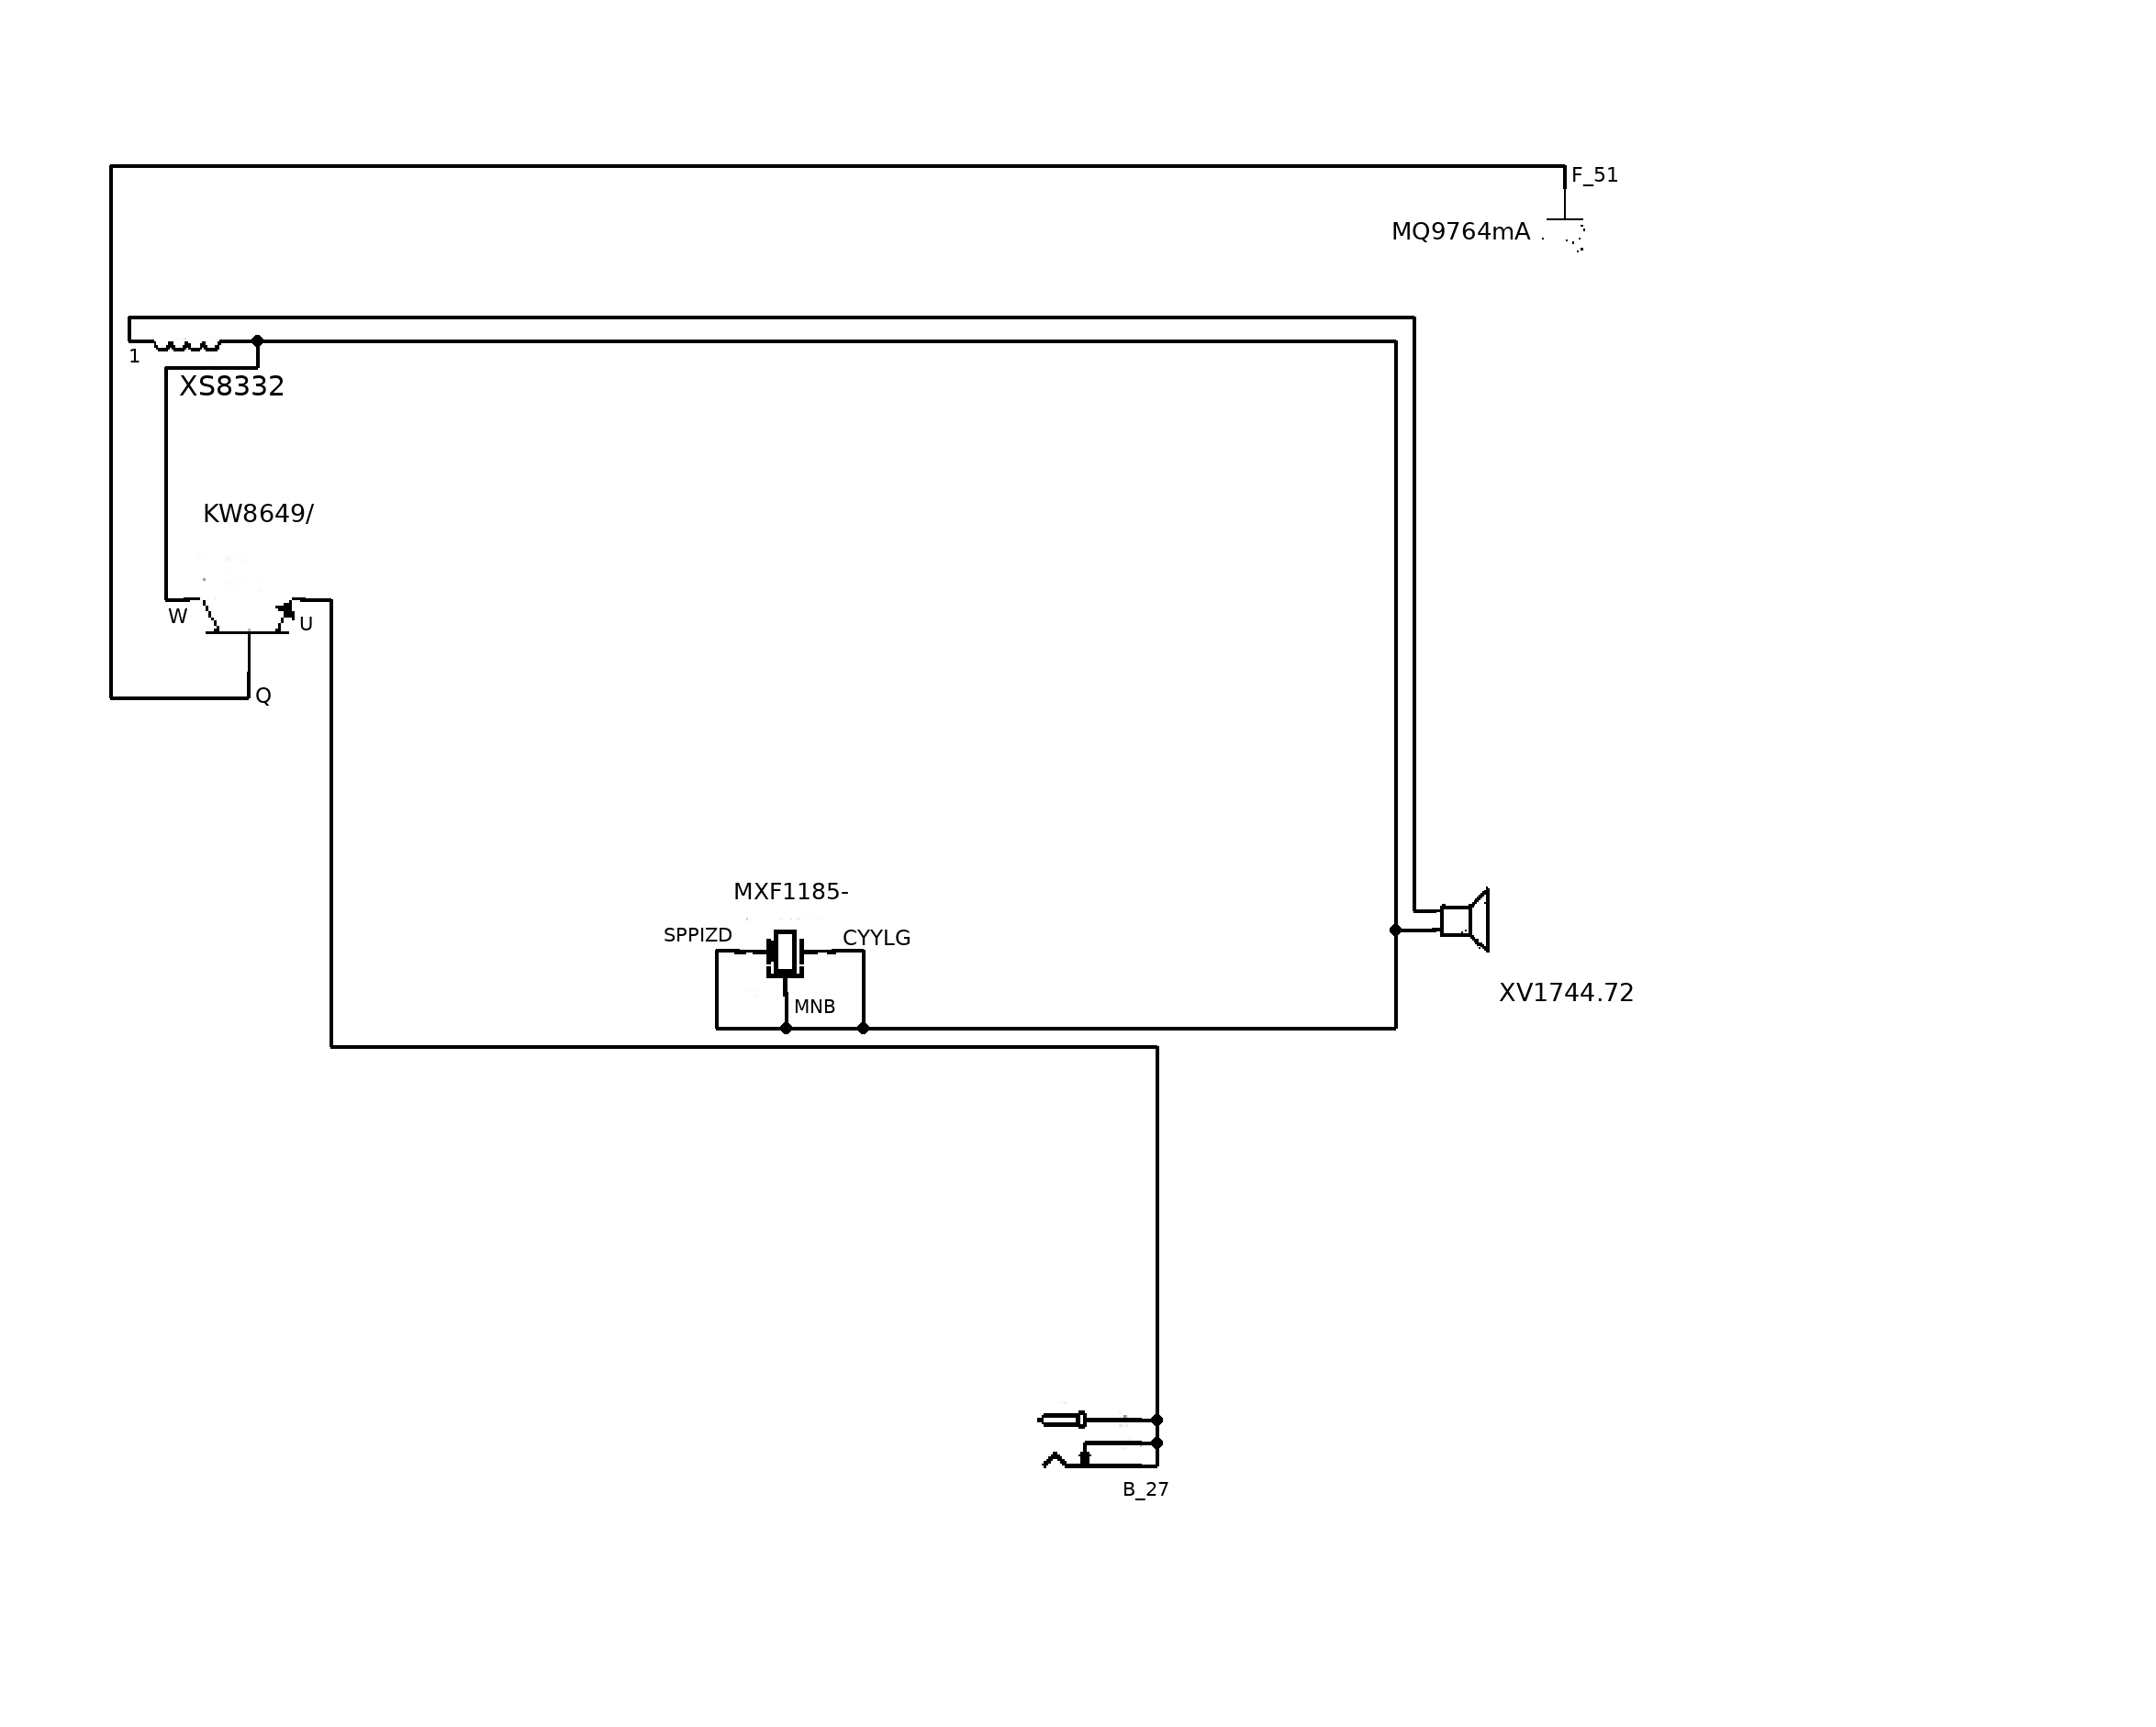 F_51
MQ9764mA
1
XS8332
KW8649/
W
U
Q
MXF1185-
SPPIZD
CYYLG
XV1744.72
MNB
B_27